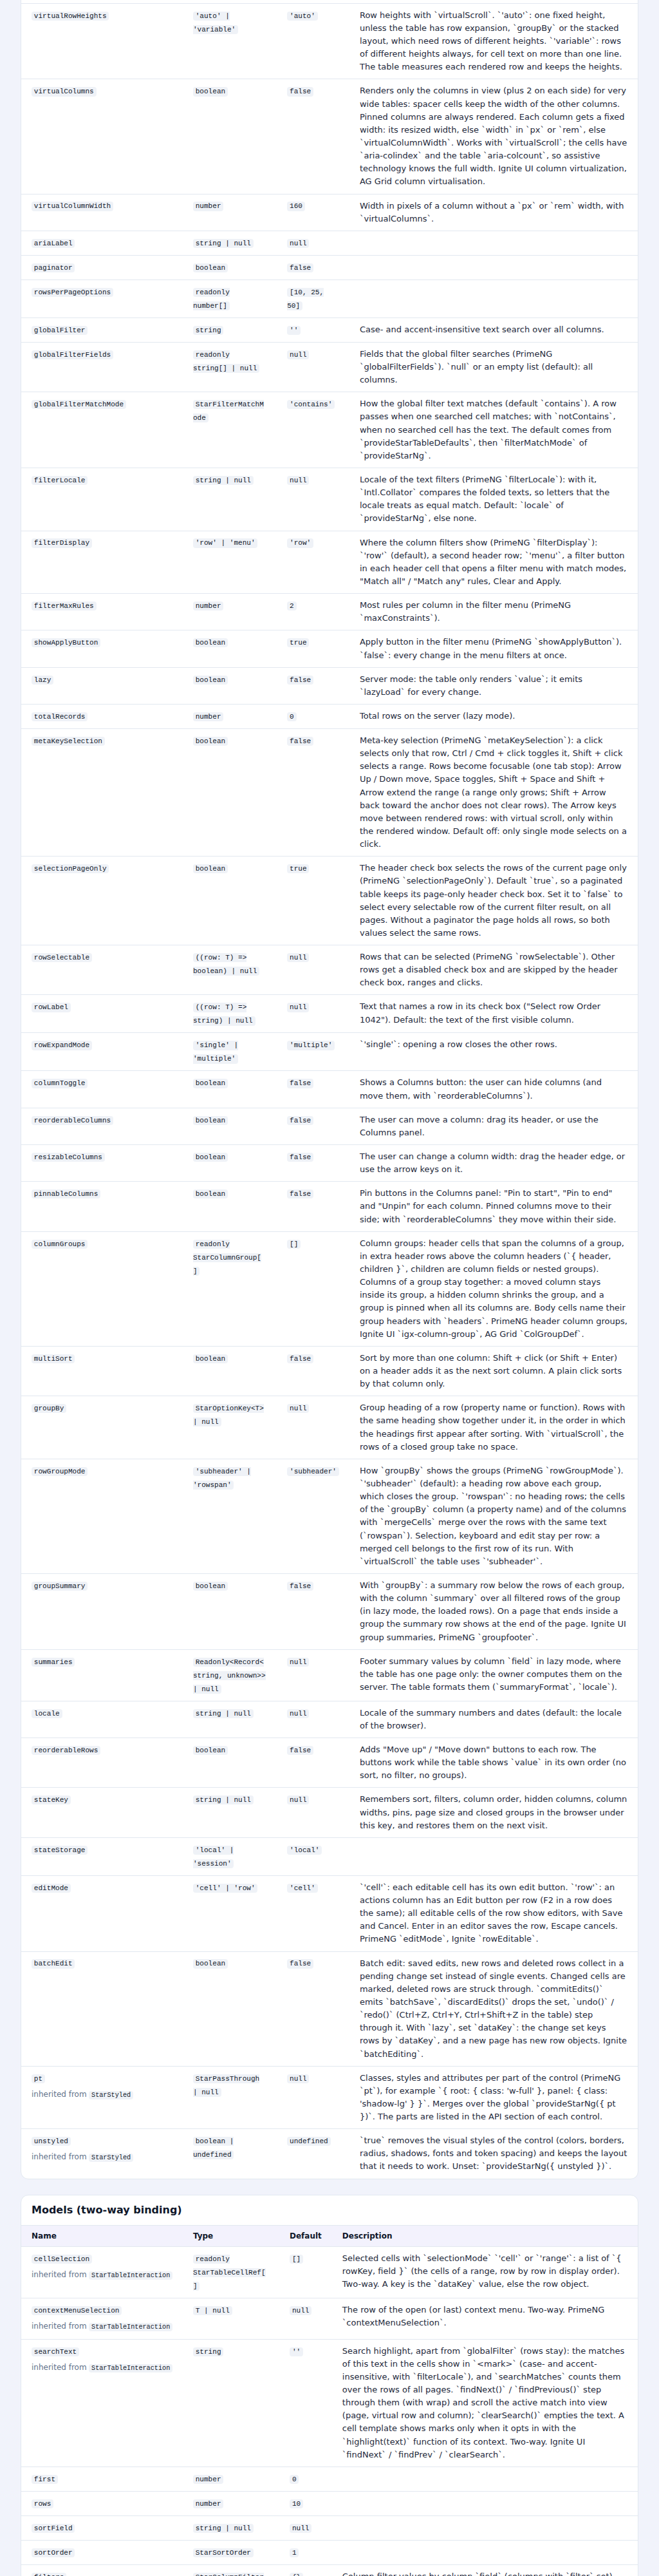 virtualRowHeights 'auto' | 'variable' 'auto' Row heights with `virtualScroll`. `'auto'`: one fixed height,
unless the table has row expansion, `groupBy` or the stacked
layout, which need rows of different heights. `'variable'`: rows
of different heights always, for cell text on more than one line.
The table measures each rendered row and keeps the heights.
virtualColumns boolean false Renders only the columns in view (plus 2 on each side) for very
wide tables: spacer cells keep the width of the other columns.
Pinned columns are always rendered. Each column gets a fixed
width: its resized width, else `width` in `px` or `rem`, else
`virtualColumnWidth`. Works with `virtualScroll`; the cells have
`aria-colindex` and the table `aria-colcount`, so assistive
technology knows the full width. Ignite UI column virtualization,
AG Grid column virtualisation.
virtualColumnWidth number 160 Width in pixels of a column without a `px` or `rem` width, with
`virtualColumns`.
ariaLabel string | null null
paginator boolean false
rowsPerPageOptions readonly number[] [10, 25, 50]
globalFilter string '' Case- and accent-insensitive text search over all columns.
globalFilterFields readonly string[] | null null Fields that the global filter searches (PrimeNG
`globalFilterFields`). `null` or an empty list (default): all
columns.
globalFilterMatchMode StarFilterMatchMode 'contains' How the global filter text matches (default `contains`). A row
passes when one searched cell matches; with `notContains`,
when no searched cell has the text. The default comes from
`provideStarTableDefaults`, then `filterMatchMode` of
`provideStarNg`.
filterLocale string | null null Locale of the text filters (PrimeNG `filterLocale`): with it,
`Intl.Collator` compares the folded texts, so letters that the
locale treats as equal match. Default: `locale` of
`provideStarNg`, else none.
filterDisplay 'row' | 'menu' 'row' Where the column filters show (PrimeNG `filterDisplay`):
`'row'` (default), a second header row; `'menu'`, a filter button
in each header cell that opens a filter menu with match modes,
"Match all" / "Match any" rules, Clear and Apply.
filterMaxRules number 2 Most rules per column in the filter menu (PrimeNG
`maxConstraints`).
showApplyButton boolean true Apply button in the filter menu (PrimeNG `showApplyButton`).
`false`: every change in the menu filters at once.
lazy boolean false Server mode: the table only renders `value`; it emits
`lazyLoad` for every change.
totalRecords number 0 Total rows on the server (lazy mode).
metaKeySelection boolean false Meta-key selection (PrimeNG `metaKeySelection`): a click
selects only that row, Ctrl / Cmd + click toggles it, Shift + click
selects a range. Rows become focusable (one tab stop): Arrow
Up / Down move, Space toggles, Shift + Space and Shift +
Arrow extend the range (a range only grows; Shift + Arrow
back toward the anchor does not clear rows). The Arrow keys
move between rendered rows: with virtual scroll, only within
the rendered window. Default off: only single mode selects on a
click.
selectionPageOnly boolean true The header check box selects the rows of the current page only
(PrimeNG `selectionPageOnly`). Default `true`, so a paginated
table keeps its page-only header check box. Set it to `false` to
select every selectable row of the current filter result, on all
pages. Without a paginator the page holds all rows, so both
values select the same rows.
rowSelectable ((row: T) => boolean) | null null Rows that can be selected (PrimeNG `rowSelectable`). Other
rows get a disabled check box and are skipped by the header
check box, ranges and clicks.
rowLabel ((row: T) => string) | null null Text that names a row in its check box ("Select row Order
1042"). Default: the text of the first visible column.
rowExpandMode 'single' | 'multiple' 'multiple' `'single'`: opening a row closes the other rows.
columnToggle boolean false Shows a Columns button: the user can hide columns (and
move them, with `reorderableColumns`).
reorderableColumns boolean false The user can move a column: drag its header, or use the
Columns panel.
resizableColumns boolean false The user can change a column width: drag the header edge, or
use the arrow keys on it.
pinnableColumns boolean false Pin buttons in the Columns panel: "Pin to start", "Pin to end"
and "Unpin" for each column. Pinned columns move to their
side; with `reorderableColumns` they move within their side.
columnGroups readonly StarColumnGroup[] [] Column groups: header cells that span the columns of a group,
in extra header rows above the column headers (`{ header,
children }`, children are column fields or nested groups).
Columns of a group stay together: a moved column stays
inside its group, a hidden column shrinks the group, and a
group is pinned when all its columns are. Body cells name their
group headers with `headers`. PrimeNG header column groups,
Ignite UI `igx-column-group`, AG Grid `ColGroupDef`.
multiSort boolean false Sort by more than one column: Shift + click (or Shift + Enter)
on a header adds it as the next sort column. A plain click sorts
by that column only.
groupBy StarOptionKey<T> | null null Group heading of a row (property name or function). Rows with
the same heading show together under it, in the order in which
the headings first appear after sorting. With `virtualScroll`, the
rows of a closed group take no space.
rowGroupMode 'subheader' | 'rowspan' 'subheader' How `groupBy` shows the groups (PrimeNG `rowGroupMode`).
`'subheader'` (default): a heading row above each group,
which closes the group. `'rowspan'`: no heading rows; the cells
of the `groupBy` column (a property name) and of the columns
with `mergeCells` merge over the rows with the same text
(`rowspan`). Selection, keyboard and edit stay per row: a
merged cell belongs to the first row of its run. With
`virtualScroll` the table uses `'subheader'`.
groupSummary boolean false With `groupBy`: a summary row below the rows of each group,
with the column `summary` over all filtered rows of the group
(in lazy mode, the loaded rows). On a page that ends inside a
group the summary row shows at the end of the page. Ignite UI
group summaries, PrimeNG `groupfooter`.
summaries Readonly<Record<string, unknown>> | null null Footer summary values by column `field` in lazy mode, where
the table has one page only: the owner computes them on the
server. The table formats them (`summaryFormat`, `locale`).
locale string | null null Locale of the summary numbers and dates (default: the locale
of the browser).
reorderableRows boolean false Adds "Move up" / "Move down" buttons to each row. The
buttons work while the table shows `value` in its own order (no
sort, no filter, no groups).
stateKey string | null null Remembers sort, filters, column order, hidden columns, column
widths, pins, page size and closed groups in the browser under
this key, and restores them on the next visit.
stateStorage 'local' | 'session' 'local'
editMode 'cell' | 'row' 'cell' `'cell'`: each editable cell has its own edit button. `'row'`: an
actions column has an Edit button per row (F2 in a row does
the same); all editable cells of the row show editors, with Save
and Cancel. Enter in an editor saves the row, Escape cancels.
PrimeNG `editMode`, Ignite `rowEditable`.
batchEdit boolean false Batch edit: saved edits, new rows and deleted rows collect in a
pending change set instead of single events. Changed cells are
marked, deleted rows are struck through. `commitEdits()`
emits `batchSave`, `discardEdits()` drops the set, `undo()` /
`redo()` (Ctrl+Z, Ctrl+Y, Ctrl+Shift+Z in the table) step
through it. With `lazy`, set `dataKey`: the change set keys
rows by `dataKey`, and a new page has new row objects. Ignite
`batchEditing`.
pt StarPassThrough | null null Classes, styles and attributes per part of the control (PrimeNG
inherited from StarStyled `pt`), for example `{ root: { class: 'w-full' }, panel: { class:
'shadow-lg' } }`. Merges over the global `provideStarNg({ pt
})`. The parts are listed in the API section of each control.
unstyled boolean | undefined undefined `true` removes the visual styles of the control (colors, borders,
inherited from StarStyled radius, shadows, fonts and token spacing) and keeps the layout
that it needs to work. Unset: `provideStarNg({ unstyled })`.
Models (two-way binding)
Name Type Default Description
cellSelection readonly StarTableCellRef[] [] Selected cells with `selectionMode` `'cell'` or `'range'`: a list of `{
inherited from StarTableInteraction rowKey, field }` (the cells of a range, row by row in display order).
Two-way. A key is the `dataKey` value, else the row object.
contextMenuSelection T | null null The row of the open (or last) context menu. Two-way. PrimeNG
inherited from StarTableInteraction `contextMenuSelection`.
searchText string '' Search highlight, apart from `globalFilter` (rows stay): the matches
inherited from StarTableInteraction of this text in the cells show in `<mark>` (case- and accent-
insensitive, with `filterLocale`), and `searchMatches` counts them
over the rows of all pages. `findNext()` / `findPrevious()` step
through them (with wrap) and scroll the active match into view
(page, virtual row and column); `clearSearch()` empties the text. A
cell template shows marks only when it opts in with the
`highlight(text)` function of its context. Two-way. Ignite UI
`findNext` / `findPrev` / `clearSearch`.
first number 0
rows number 10
sortField string | null null
sortOrder StarSortOrder 1